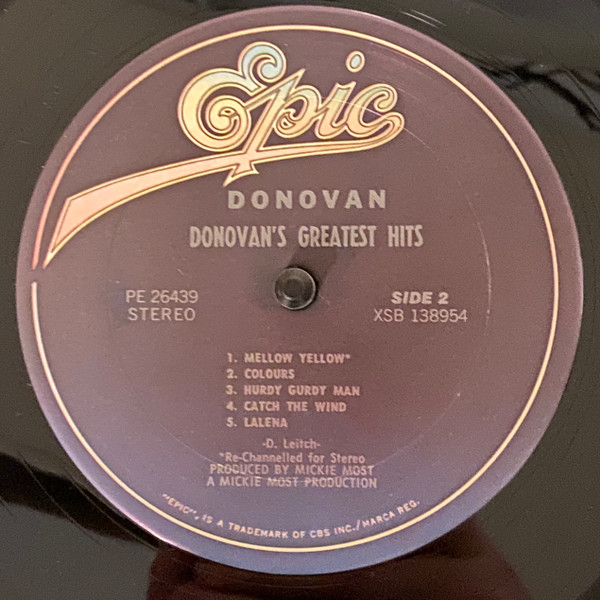 Epic
DONOVAN
DONOVAN'S GREATEST HITS
PE 26439
STEREO
SIDE 2
XSB 138954
1. MELLOW YELLOW*
2. COLOURS
3. HURDY GURDY MAN
4. CATCH THE WIND
5. LALENA
-D. Leitch-
*Re-Channelled for Stereo
PRODUCED BY MICKIE MOST
A MICKIE MOST PRODUCTION
"EPIC", IS A TRADEMARK OF CBS INC./MARCA REG.